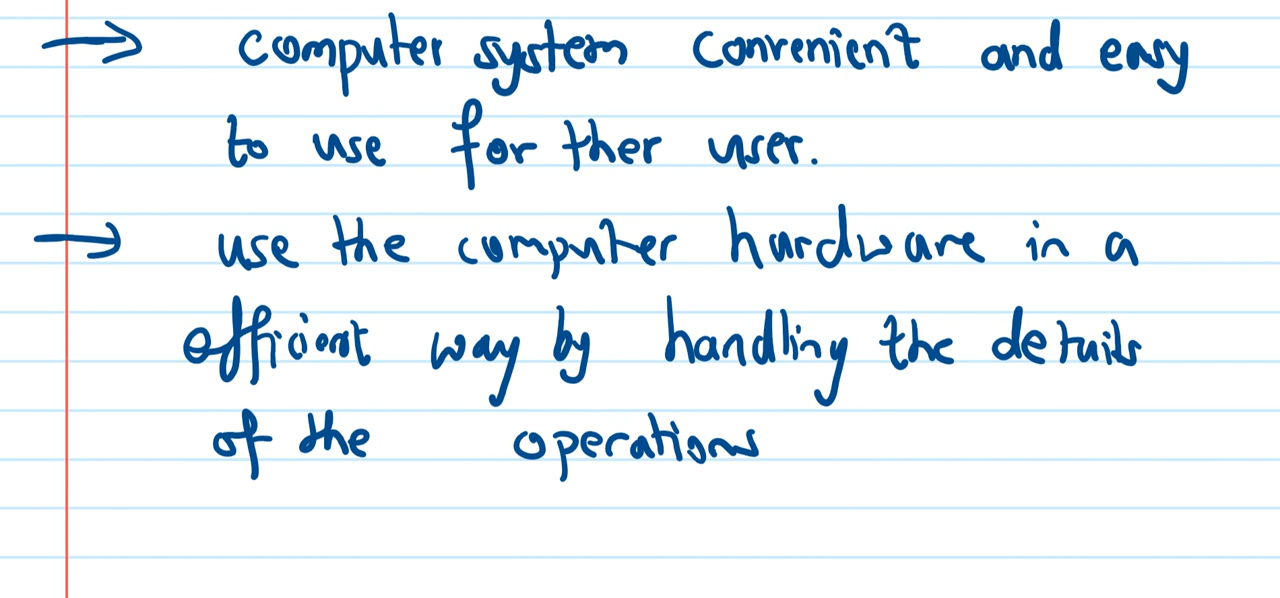 → computer system convenient and easy
to use for ther user.
→ use the computer hardware in a
efficient way by handling the details
of the operations